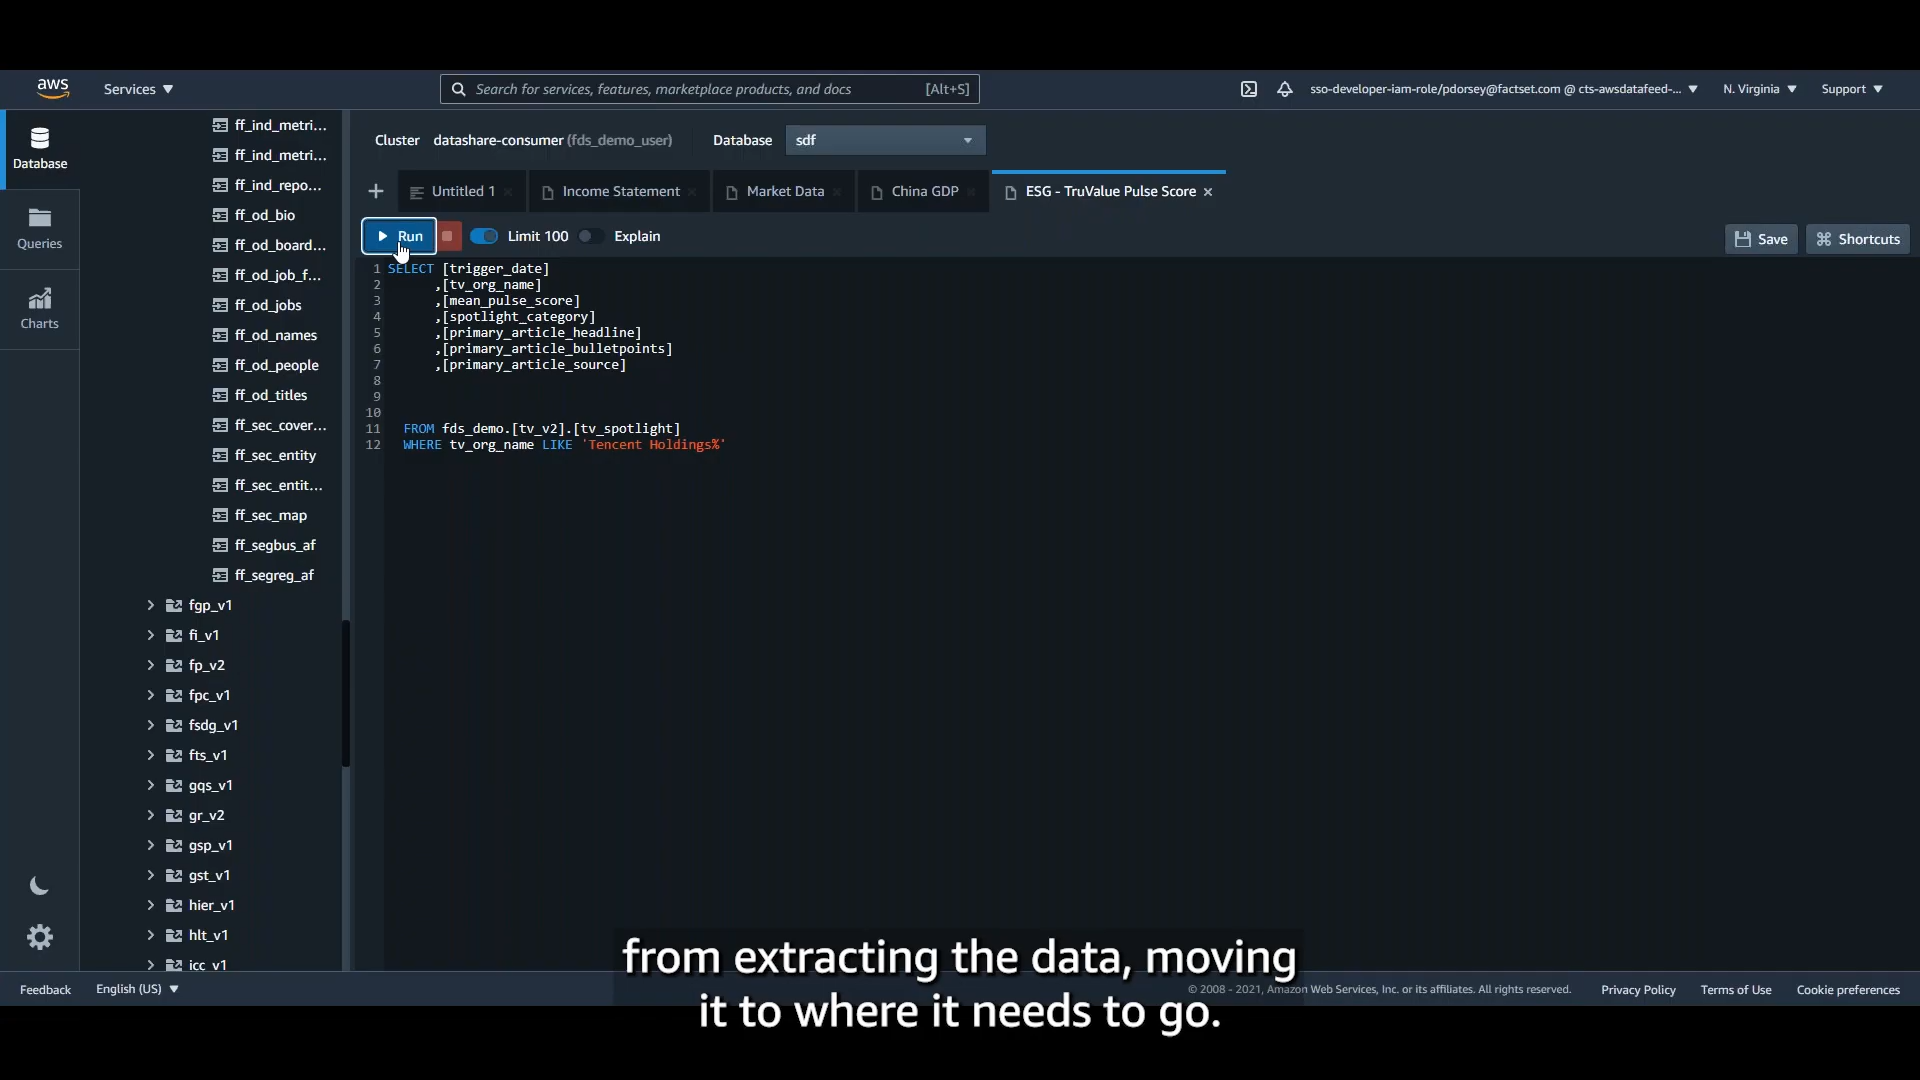 aws
Services ▼
Search for services, features, marketplace products, and docs
[Alt+S]
sso-developer-iam-role/pdorsey@factset.com @ cts-awsdatafeed-... ▼
N. Virginia ▼
Support ▼
Database
Queries
Charts
ff_ind_metri...
ff_ind_metri...
ff_ind_repo...
ff_od_bio
ff_od_board...
ff_od_job_f...
ff_od_jobs
ff_od_names
ff_od_people
ff_od_titles
ff_sec_cover...
ff_sec_entity
ff_sec_entit...
ff_sec_map
ff_segbus_af
ff_segreg_af
fgp_v1
fi_v1
fp_v2
fpc_v1
fsdg_v1
fts_v1
gqs_v1
gr_v2
gsp_v1
gst_v1
hier_v1
hlt_v1
icc_v1
Cluster datashare-consumer (fds_demo_user)
Database sdf
+ Untitled 1 ×
Income Statement ×
Market Data ×
China GDP ×
ESG - TruValue Pulse Score ×
Run
Limit 100
Explain
Save
Shortcuts
1 SELECT [trigger_date]
2 ,[tv_org_name]
3 ,[mean_pulse_score]
4 ,[spotlight_category]
5 ,[primary_article_headline]
6 ,[primary_article_bulletpoints]
7 ,[primary_article_source]
8
9
10
11 FROM fds_demo.[tv_v2].[tv_spotlight]
12 WHERE tv_org_name LIKE 'Tencent Holdings%'
from extracting the data, moving
it to where it needs to go.
Feedback
English (US) ▼
© 2008 - 2021, Amazon Web Services, Inc. or its affiliates. All rights reserved.
Privacy Policy
Terms of Use
Cookie preferences